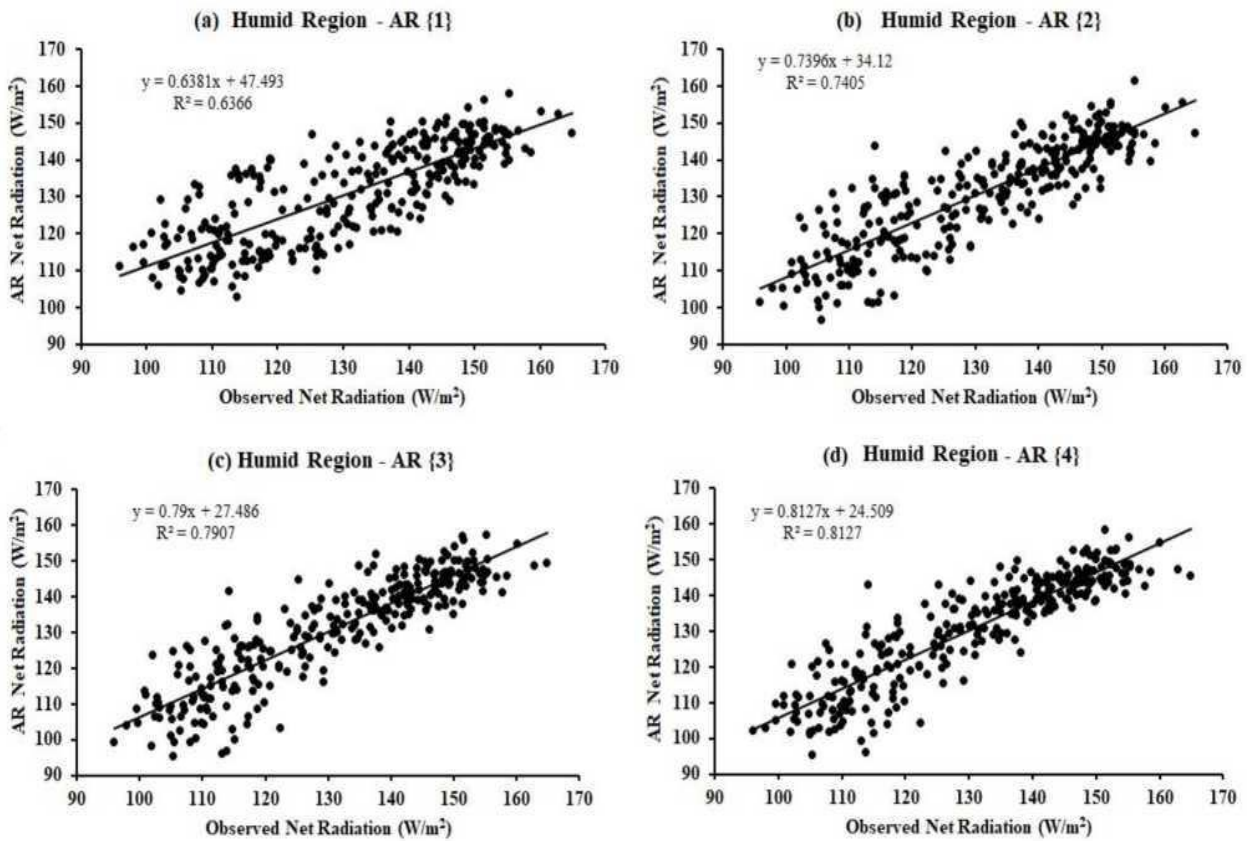 (a) Humid Region - AR {1}
y = 0.6381x + 47.493
R² = 0.6366
AR Net Radiation (W/m²)
170
160
150
140
130
120
110
100
90
90 100 110 120 130 140 150 160 170
Observed Net Radiation (W/m²)
(b) Humid Region - AR {2}
y = 0.7396x + 34.12
R² = 0.7405
AR Net Radiation (W/m²)
170
160
150
140
130
120
110
100
90
90 100 110 120 130 140 150 160 170
Observed Net Radiation (W/m²)
(c) Humid Region - AR {3}
y = 0.79x + 27.486
R² = 0.7907
AR Net Radiation (W/m²)
170
160
150
140
130
120
110
100
90
90 100 110 120 130 140 150 160 170
Observed Net Radiation (W/m²)
(d) Humid Region - AR {4}
y = 0.8127x + 24.509
R² = 0.8127
AR Net Radiation (W/m²)
170
160
150
140
130
120
110
100
90
90 100 110 120 130 140 150 160 170
Observed Net Radiation (W/m²)